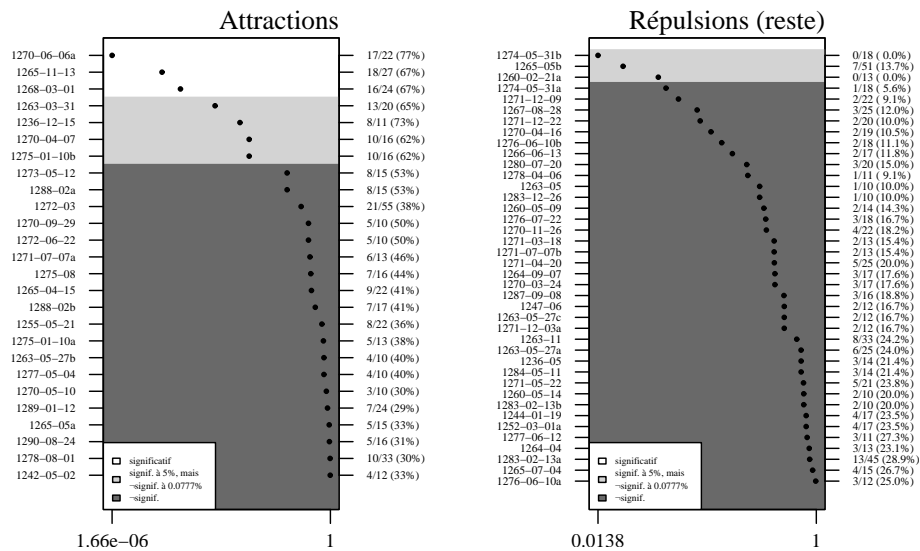 Attractions
1270−06−06a 17/22 (77%)
1265−11−13 18/27 (67%)
1268−03−01 16/24 (67%)
1263−03−31 13/20 (65%)
1236−12−15 8/11 (73%)
1270−04−07 10/16 (62%)
1275−01−10b 10/16 (62%)
1273−05−12 8/15 (53%)
1288−02a 8/15 (53%)
1272−03 21/55 (38%)
1270−09−29 5/10 (50%)
1272−06−22 5/10 (50%)
1271−07−07a 6/13 (46%)
1275−08 7/16 (44%)
1265−04−15 9/22 (41%)
1288−02b 7/17 (41%)
1255−05−21 8/22 (36%)
1275−01−10a 5/13 (38%)
1263−05−27b 4/10 (40%)
1277−05−04 4/10 (40%)
1270−05−10 3/10 (30%)
1289−01−12 7/24 (29%)
1265−05a 5/15 (33%)
1290−08−24 5/16 (31%)
1278−08−01 10/33 (30%)
1242−05−02 4/12 (33%)
significatif
signif. à 5%, mais
¬signif. à 0.0777%
¬signif.
1.66e−06 1
Répulsions (reste)
1274−05−31b 0/18 ( 0.0%)
1265−05b 7/51 (13.7%)
1260−02−21a 0/13 ( 0.0%)
1274−05−31a 1/18 ( 5.6%)
1271−12−09 2/22 ( 9.1%)
1267−08−28 3/25 (12.0%)
1271−12−22 2/20 (10.0%)
1270−04−16 2/19 (10.5%)
1276−06−10b 2/18 (11.1%)
1266−06−13 2/17 (11.8%)
1280−07−20 3/20 (15.0%)
1278−04−06 1/11 ( 9.1%)
1263−05 1/10 (10.0%)
1283−12−26 1/10 (10.0%)
1260−05−09 2/14 (14.3%)
1276−07−22 3/18 (16.7%)
1270−11−26 4/22 (18.2%)
1271−03−18 2/13 (15.4%)
1271−07−07b 2/13 (15.4%)
1271−04−20 5/25 (20.0%)
1264−09−07 3/17 (17.6%)
1270−03−24 3/17 (17.6%)
1287−09−08 3/16 (18.8%)
1247−06 2/12 (16.7%)
1263−05−27c 2/12 (16.7%)
1271−12−03a 2/12 (16.7%)
1263−11 8/33 (24.2%)
1263−05−27a 6/25 (24.0%)
1236−05 3/14 (21.4%)
1284−05−11 3/14 (21.4%)
1271−05−22 5/21 (23.8%)
1260−05−14 2/10 (20.0%)
1283−02−13b 2/10 (20.0%)
1244−01−19 4/17 (23.5%)
1252−03−01a 4/17 (23.5%)
1277−06−12 3/11 (27.3%)
1264−04 3/13 (23.1%)
1283−02−13a 13/45 (28.9%)
1265−07−04 4/15 (26.7%)
1276−06−10a 3/12 (25.0%)
significatif
signif. à 5%, mais
¬signif. à 0.0777%
¬signif.
0.0138 1